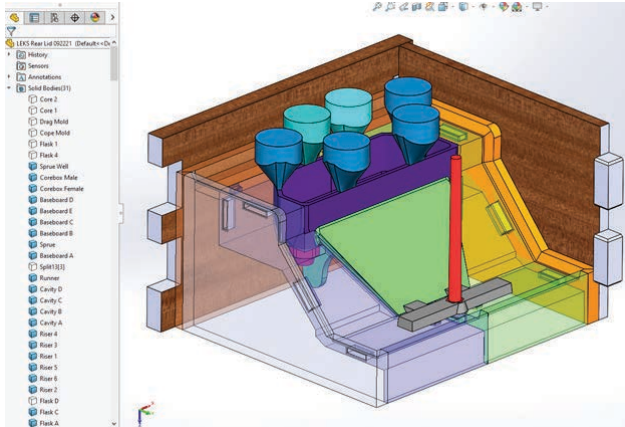 LEKS Rear Lid 092221 (Default<<De
History
Sensors
Annotations
Solid Bodies(31)
Core 2
Core 1
Drag Mold
Cope Mold
Flask 1
Flask 4
Sprue Well
Corebox Male
Corebox Female
Baseboard D
Baseboard E
Baseboard C
Baseboard B
Sprue
Baseboard A
Split13[3]
Runner
Cavity D
Cavity C
Cavity B
Cavity A
Riser 4
Riser 3
Riser 1
Riser 5
Riser 6
Riser 2
Flask D
Flask C
Flask A